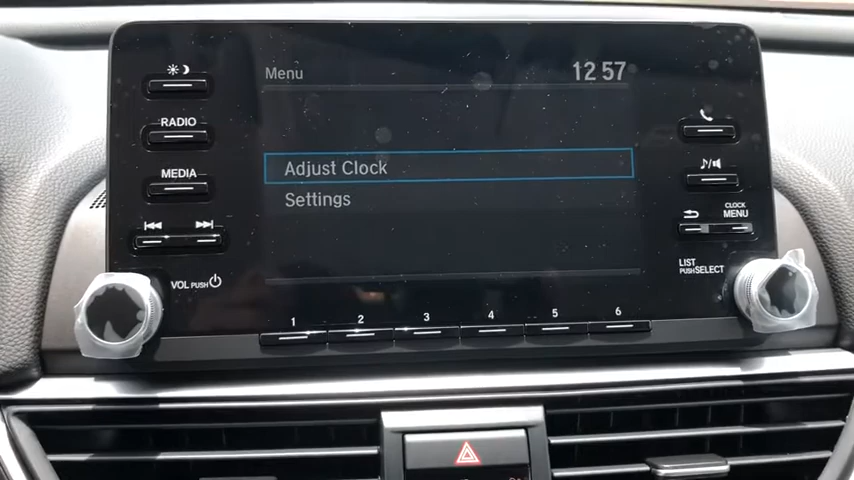 Menu
12 57
RADIO
MEDIA
Adjust Clock
Settings
CLOCK
MENU
LIST
PUSH SELECT
VOL PUSH
1 2 3 4 5 6